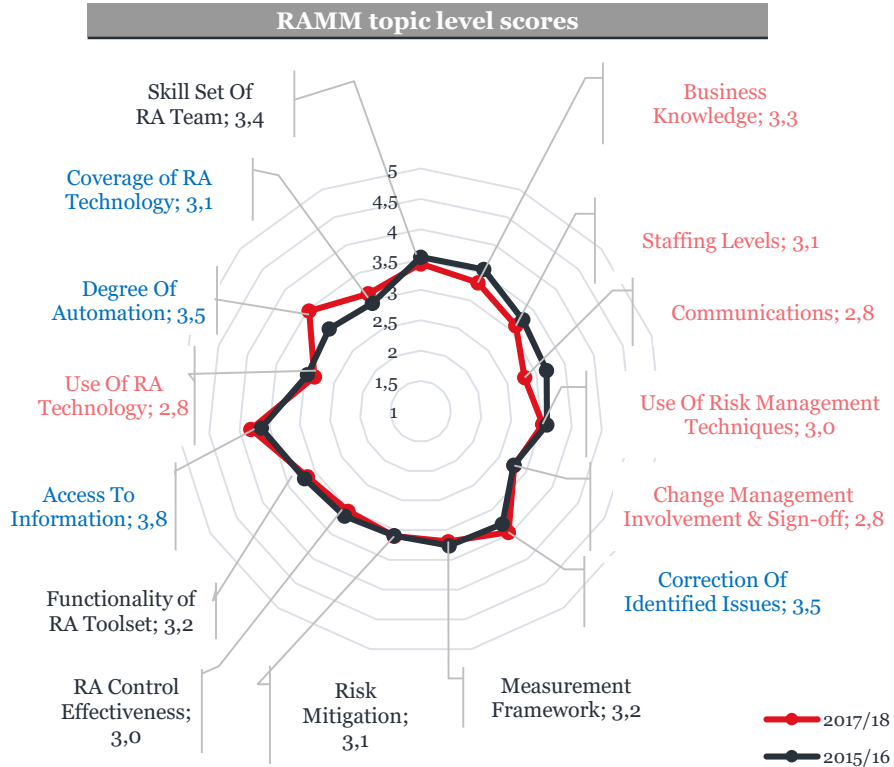 RAMM topic level scores
Skill Set Of
RA Team; 3,4
Business
Knowledge; 3,3
Coverage of RA
Technology; 3,1
Staffing Levels; 3,1
Degree Of
Automation; 3,5
Communications; 2,8
Use Of RA
Technology; 2,8
Use Of Risk Management
Techniques; 3,0
Access To
Information; 3,8
Change Management
Involvement & Sign-off; 2,8
Functionality of
RA Toolset; 3,2
Correction Of
Identified Issues; 3,5
RA Control
Effectiveness;
3,0
Risk
Mitigation;
3,1
Measurement
Framework; 3,2
5
4,5
4
3,5
3
2,5
2
1,5
1
2017/18
2015/16